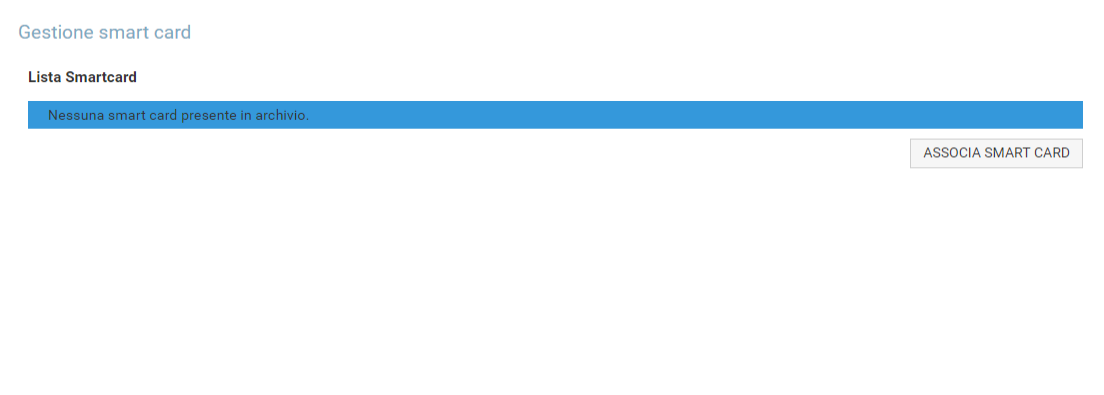 Gestione smart card
Lista Smartcard
Nessuna smart card presente in archivio.
ASSOCIA SMART CARD